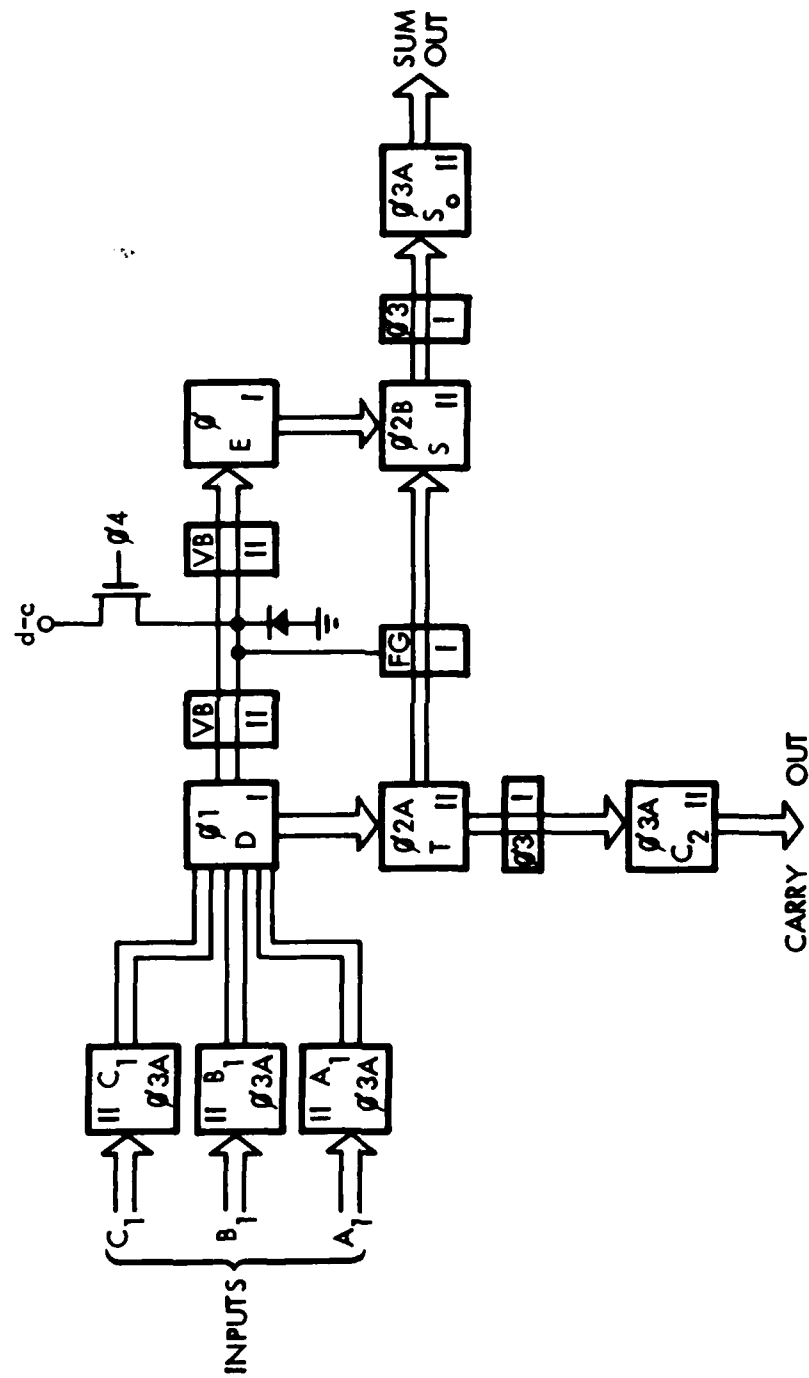 INPUTS
C1
B1
A1
II C1
ø3A
II B1
ø3A
II A1
ø3A
ø1
D I
VB
II
d-c
ø4
VB
II
ø
E I
ø2A
T II
FG
I
ø2B
S II
ø3
I
ø3A
So II
SUM
OUT
ø3 I
ø3A
C2 II
CARRY OUT